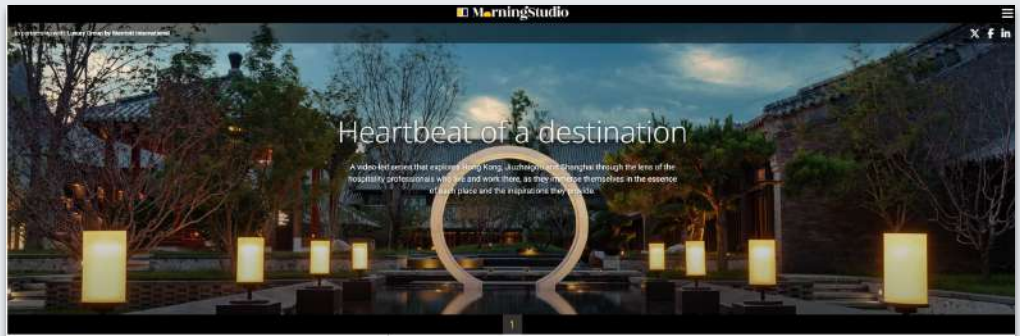 MorningStudio
In partnership with Luxury Group by Marriott International
Heartbeat of a destination
A video-led series that explores Hong Kong, Jiuzhaigou and Shanghai through the lens of the
hospitality professionals who live and work there, as they immerse themselves in the essence
of each place and the inspirations they provide.
1